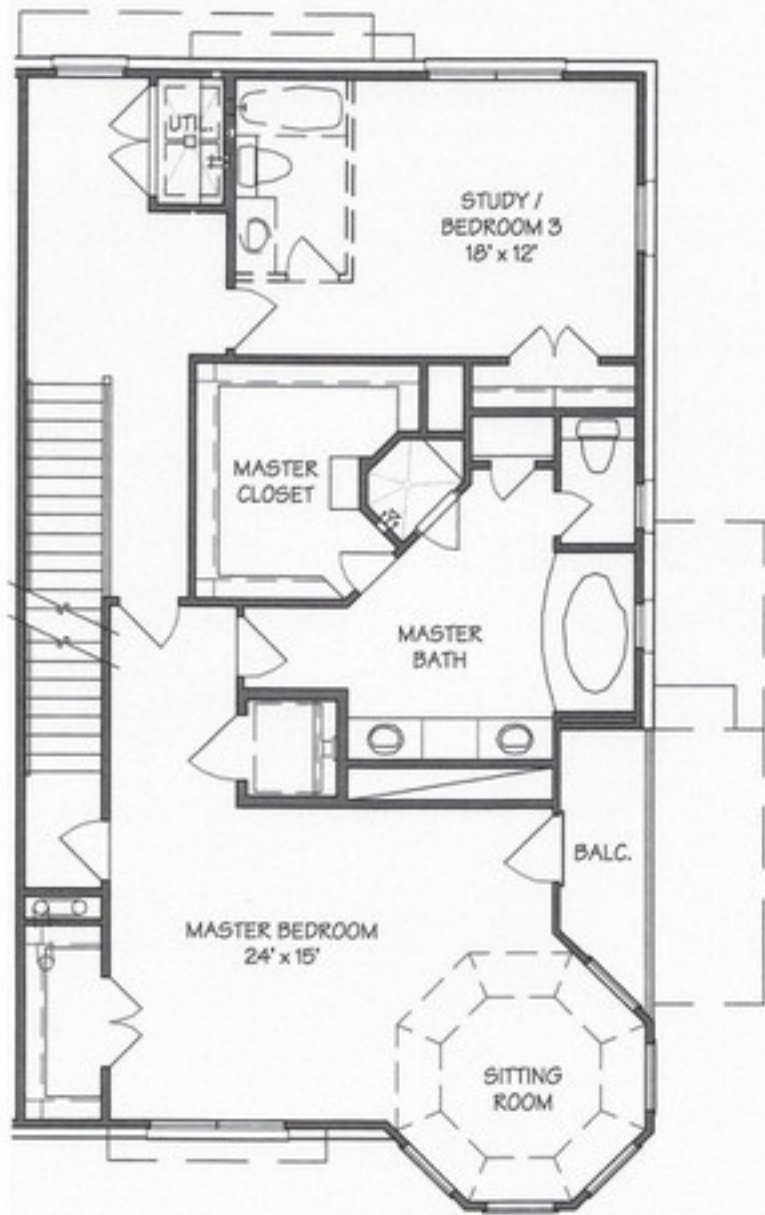 UTIL.
STUDY /
BEDROOM 3
18' x 12'
MASTER
CLOSET
MASTER
BATH
BALC.
MASTER BEDROOM
24' x 15'
SITTING
ROOM